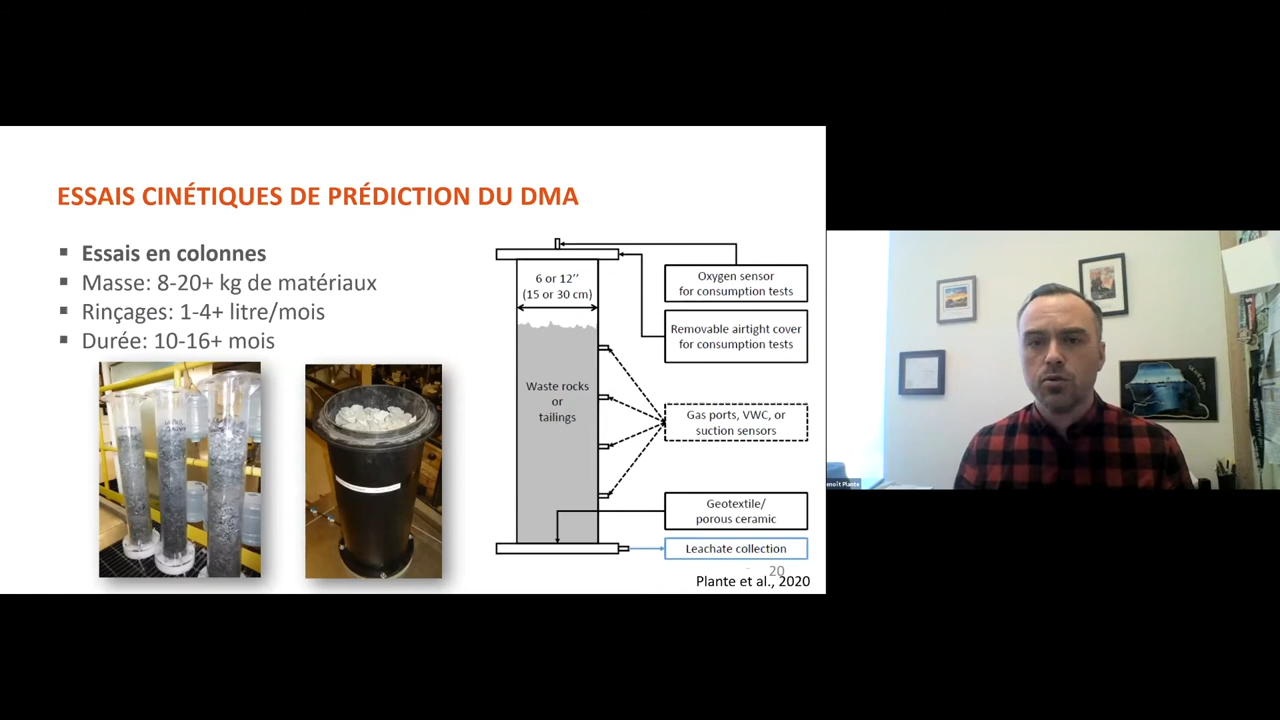 ESSAIS CINÉTIQUES DE PRÉDICTION DU DMA
▪ Essais en colonnes
▪ Masse: 8-20+ kg de matériaux
▪ Rinçages: 1-4+ litre/mois
▪ Durée: 10-16+ mois
6 or 12’’
(15 or 30 cm)
Waste rocks
or
tailings
Oxygen sensor
for consumption tests
Removable airtight cover
for consumption tests
Gas ports, VWC, or
suction sensors
Geotextile/
porous ceramic
Leachate collection
20
Plante et al., 2020
enoît Plante